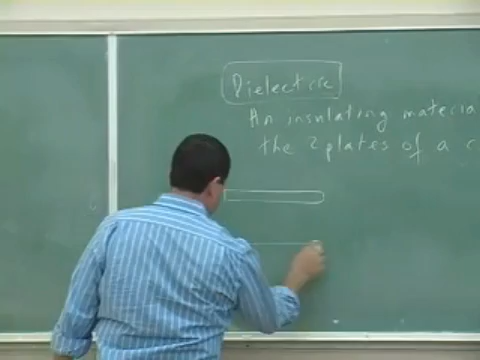 Dielectric
An insulating materia
the 2 plates of a c